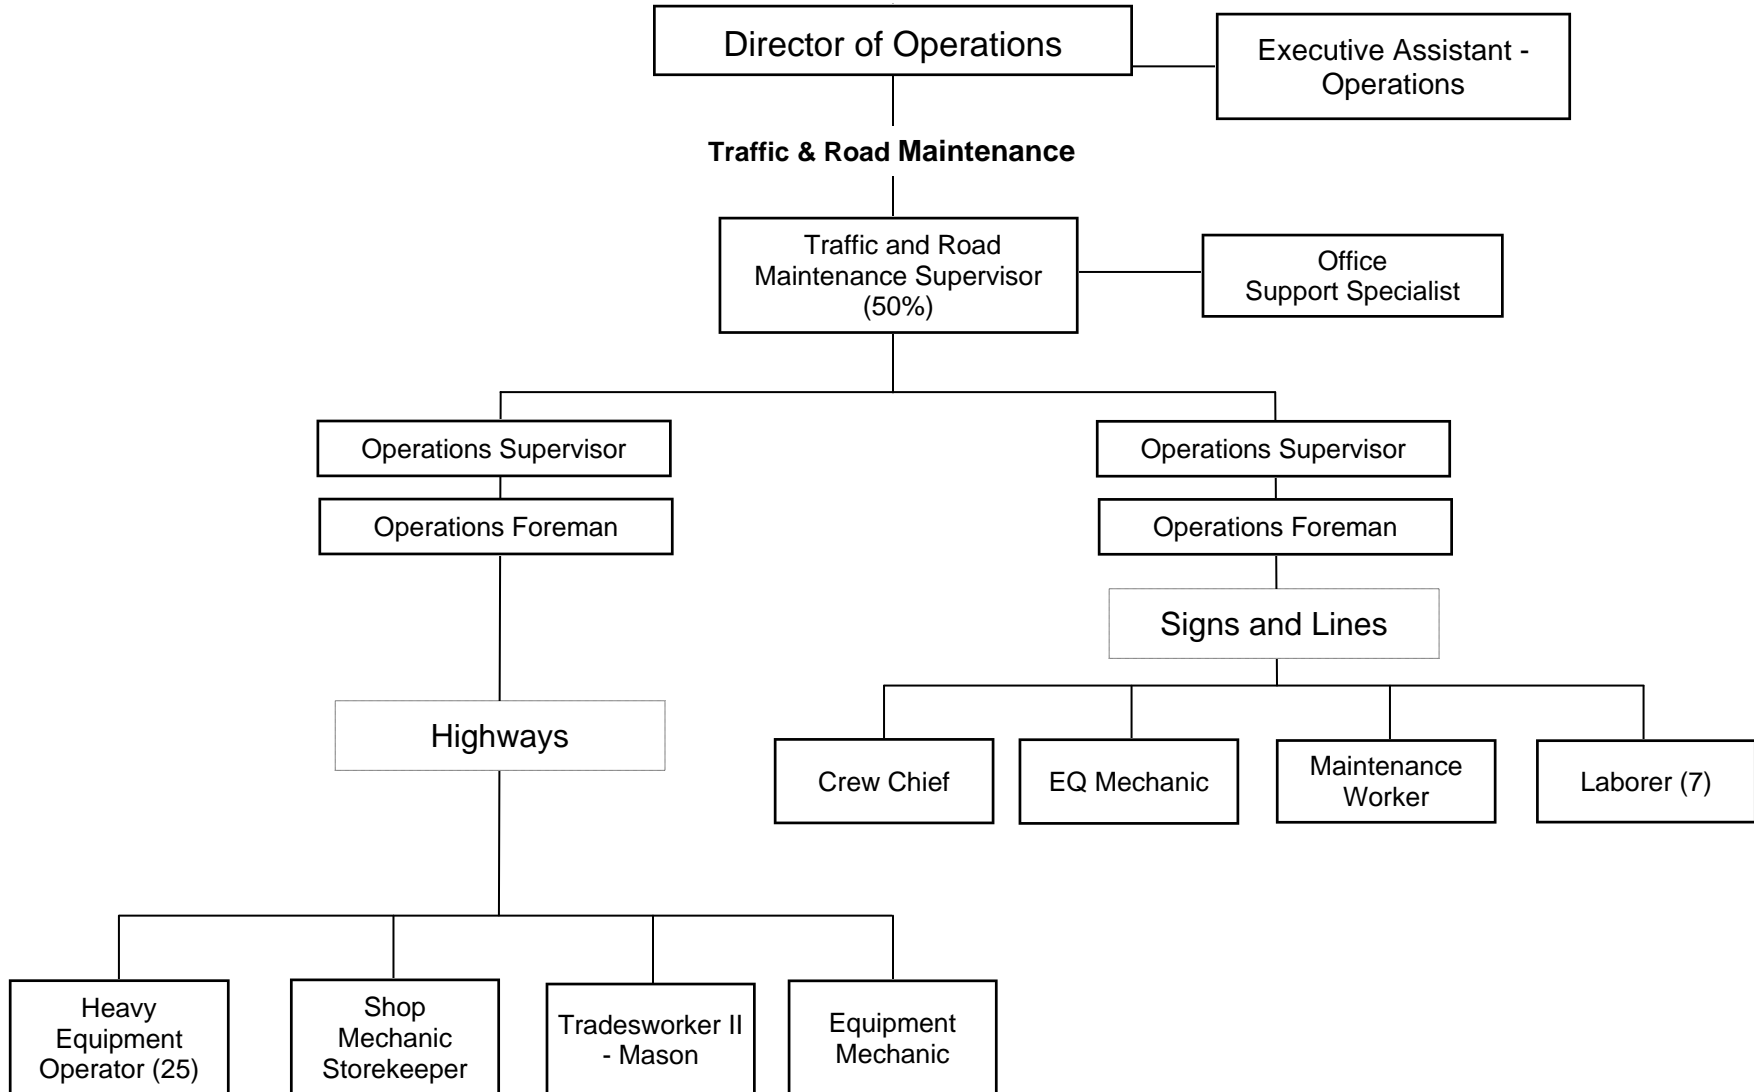 Director of Operations
Executive Assistant -
Operations
Traffic & Road Maintenance
Traffic and Road
Maintenance Supervisor
(50%)
Office
Support Specialist
Operations Supervisor
Operations Supervisor
Operations Foreman
Operations Foreman
Signs and Lines
Highways
Crew Chief
EQ Mechanic
Maintenance
Worker
Laborer (7)
Heavy
Equipment
Operator (25)
Shop
Mechanic
Storekeeper
Tradesworker II
- Mason
Equipment
Mechanic